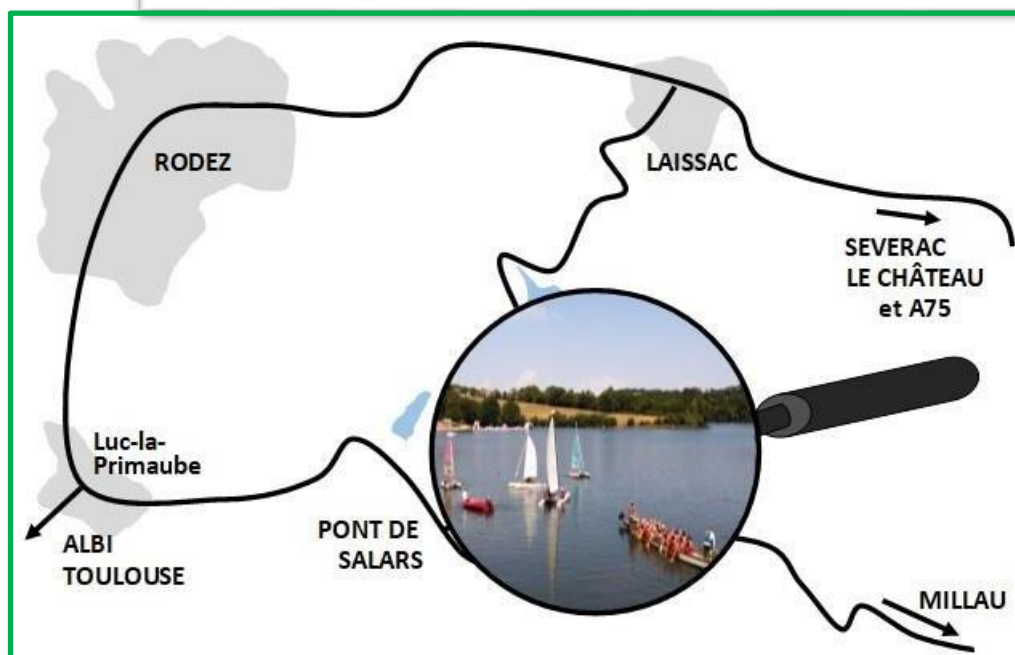 RODEZ
LAISSAC
SEVERAC
LE CHÂTEAU
et A75
Luc-la-
Primaube
ALBI
TOULOUSE
PONT DE
SALARS
MILLAU